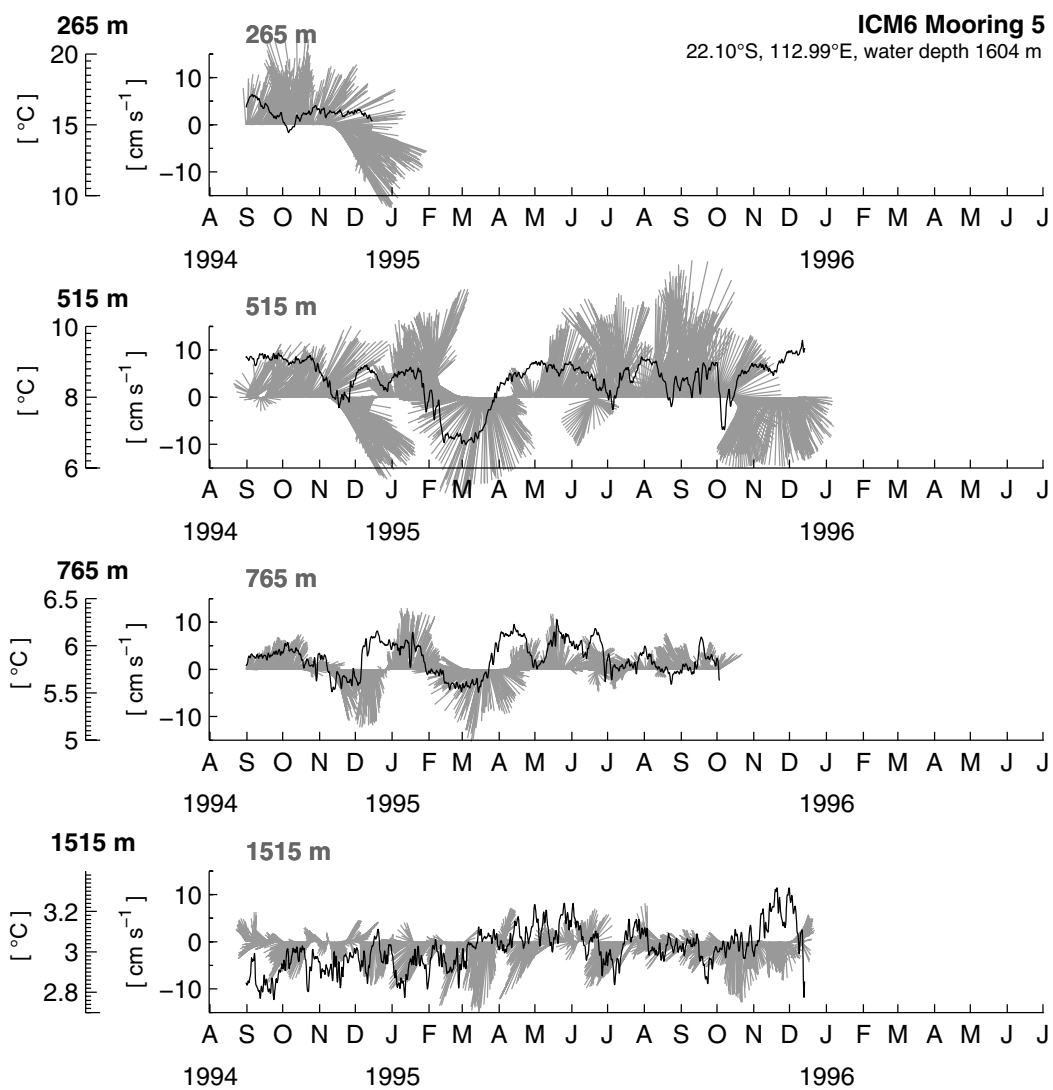 265 m
265 m
ICM6 Mooring 5
22.10°S, 112.99°E, water depth 1604 m
20
15
10
[ °C]
10
0
−10
[ cm s⁻¹]
A S O N D J F M A M J J A S O N D J F M A M J
1994 1995 1996
515 m
515 m
10
8
6
[ °C]
10
0
−10
[ cm s⁻¹]
A S O N D J F M A M J J A S O N D J F M A M J
1994 1995 1996
765 m
765 m
6.5
6
5.5
5
[ °C]
10
0
−10
[ cm s⁻¹]
A S O N D J F M A M J J A S O N D J F M A M J
1994 1995 1996
1515 m
1515 m
3.2
3
2.8
[ °C]
10
0
−10
[ cm s⁻¹]
A S O N D J F M A M J J A S O N D J F M A M J
1994 1995 1996